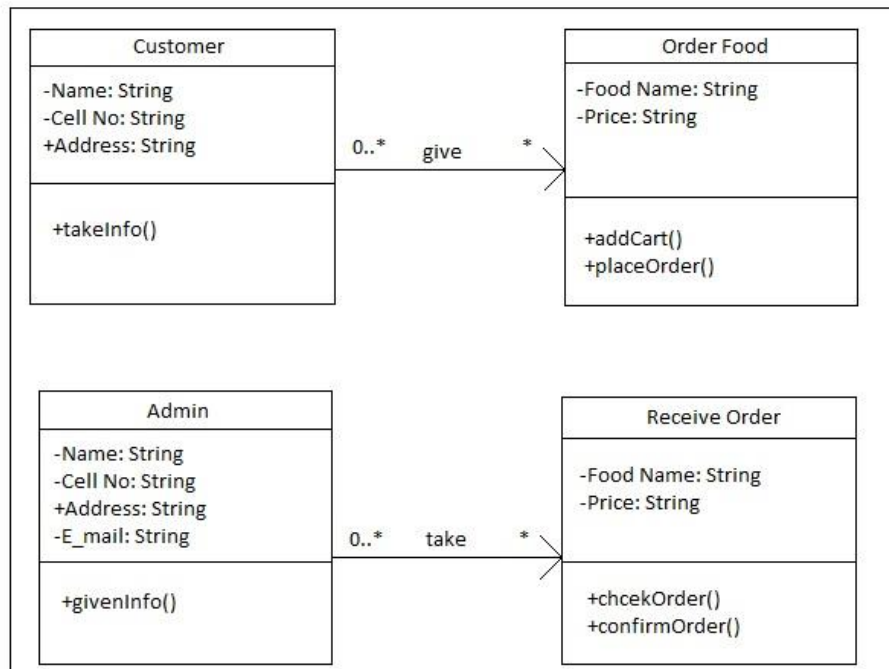 Customer
-Name: String
-Cell No: String
+Address: String
+takeInfo()
0..* give *
Order Food
-Food Name: String
-Price: String
+addCart()
+placeOrder()
Admin
-Name: String
-Cell No: String
+Address: String
-E_mail: String
+givenInfo()
0..* take *
Receive Order
-Food Name: String
-Price: String
+chcekOrder()
+confirmOrder()